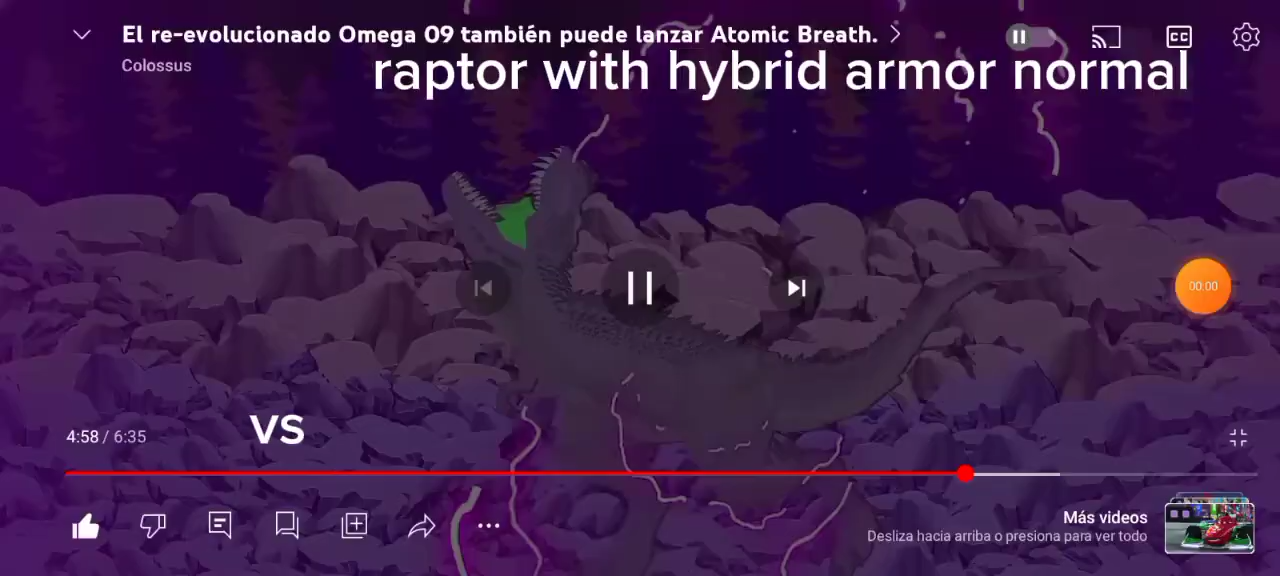 El re-evolucionado Omega 09 también puede lanzar Atomic Breath.
Colossus
CC
raptor with hybrid armor normal
00:00
vs
4:58 / 6:35
Más videos
Desliza hacia arriba o presiona para ver todo